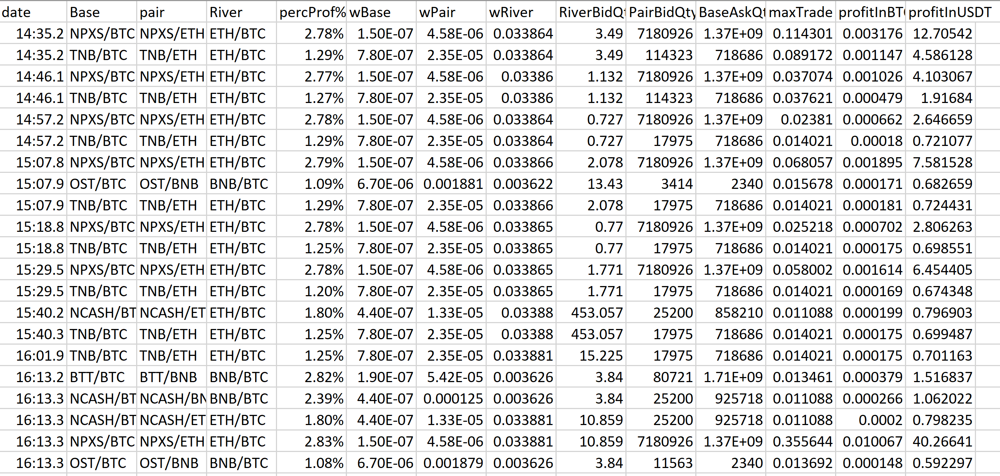 date Base pair River percProf% wBase wPair wRiver RiverBidQt PairBidQty BaseAskQt maxTrade profitInBT profitInUSDT
14:35.2 NPXS/BTC NPXS/ETH ETH/BTC 2.78% 1.50E-07 4.58E-06 0.033864 3.49 7180926 1.37E+09 0.114301 0.003176 12.70542
14:35.2 TNB/BTC TNB/ETH ETH/BTC 1.29% 7.80E-07 2.35E-05 0.033864 3.49 114323 718686 0.089172 0.001147 4.586128
14:46.1 NPXS/BTC NPXS/ETH ETH/BTC 2.77% 1.50E-07 4.58E-06 0.03386 1.132 7180926 1.37E+09 0.037074 0.001026 4.103067
14:46.1 TNB/BTC TNB/ETH ETH/BTC 1.27% 7.80E-07 2.35E-05 0.03386 1.132 114323 718686 0.037621 0.000479 1.91684
14:57.2 NPXS/BTC NPXS/ETH ETH/BTC 2.78% 1.50E-07 4.58E-06 0.033864 0.727 7180926 1.37E+09 0.02381 0.000662 2.646659
14:57.2 TNB/BTC TNB/ETH ETH/BTC 1.29% 7.80E-07 2.35E-05 0.033864 0.727 17975 718686 0.014021 0.00018 0.721077
15:07.8 NPXS/BTC NPXS/ETH ETH/BTC 2.79% 1.50E-07 4.58E-06 0.033866 2.078 7180926 1.37E+09 0.068057 0.001895 7.581528
15:07.9 OST/BTC OST/BNB BNB/BTC 1.09% 6.70E-06 0.001881 0.003622 13.43 3414 2340 0.015678 0.000171 0.682659
15:07.9 TNB/BTC TNB/ETH ETH/BTC 1.29% 7.80E-07 2.35E-05 0.033866 2.078 17975 718686 0.014021 0.000181 0.724431
15:18.8 NPXS/BTC NPXS/ETH ETH/BTC 2.78% 1.50E-07 4.58E-06 0.033865 0.77 7180926 1.37E+09 0.025218 0.000702 2.806263
15:18.8 TNB/BTC TNB/ETH ETH/BTC 1.25% 7.80E-07 2.35E-05 0.033865 0.77 17975 718686 0.014021 0.000175 0.698551
15:29.5 NPXS/BTC NPXS/ETH ETH/BTC 2.78% 1.50E-07 4.58E-06 0.033865 1.771 7180926 1.37E+09 0.058002 0.001614 6.454405
15:29.5 TNB/BTC TNB/ETH ETH/BTC 1.20% 7.80E-07 2.35E-05 0.033865 1.771 17975 718686 0.014021 0.000169 0.674348
15:40.2 NCASH/BT NCASH/ET ETH/BTC 1.80% 4.40E-07 1.33E-05 0.03388 453.057 25200 858210 0.011088 0.000199 0.796903
15:40.3 TNB/BTC TNB/ETH ETH/BTC 1.25% 7.80E-07 2.35E-05 0.03388 453.057 17975 718686 0.014021 0.000175 0.699487
16:01.9 TNB/BTC TNB/ETH ETH/BTC 1.25% 7.80E-07 2.35E-05 0.033881 15.225 17975 718686 0.014021 0.000175 0.701163
16:13.2 BTT/BTC BTT/BNB BNB/BTC 2.82% 1.90E-07 5.42E-05 0.003626 3.84 80721 1.71E+09 0.013461 0.000379 1.516837
16:13.3 NCASH/BT NCASH/BN BNB/BTC 2.39% 4.40E-07 0.000125 0.003626 3.84 25200 925718 0.011088 0.000266 1.062022
16:13.3 NCASH/BT NCASH/ET ETH/BTC 1.80% 4.40E-07 1.33E-05 0.033881 10.859 25200 925718 0.011088 0.0002 0.798235
16:13.3 NPXS/BTC NPXS/ETH ETH/BTC 2.83% 1.50E-07 4.58E-06 0.033881 10.859 7180926 1.37E+09 0.355644 0.010067 40.26641
16:13.3 OST/BTC OST/BNB BNB/BTC 1.08% 6.70E-06 0.001879 0.003626 3.84 11563 2340 0.013692 0.000148 0.592297